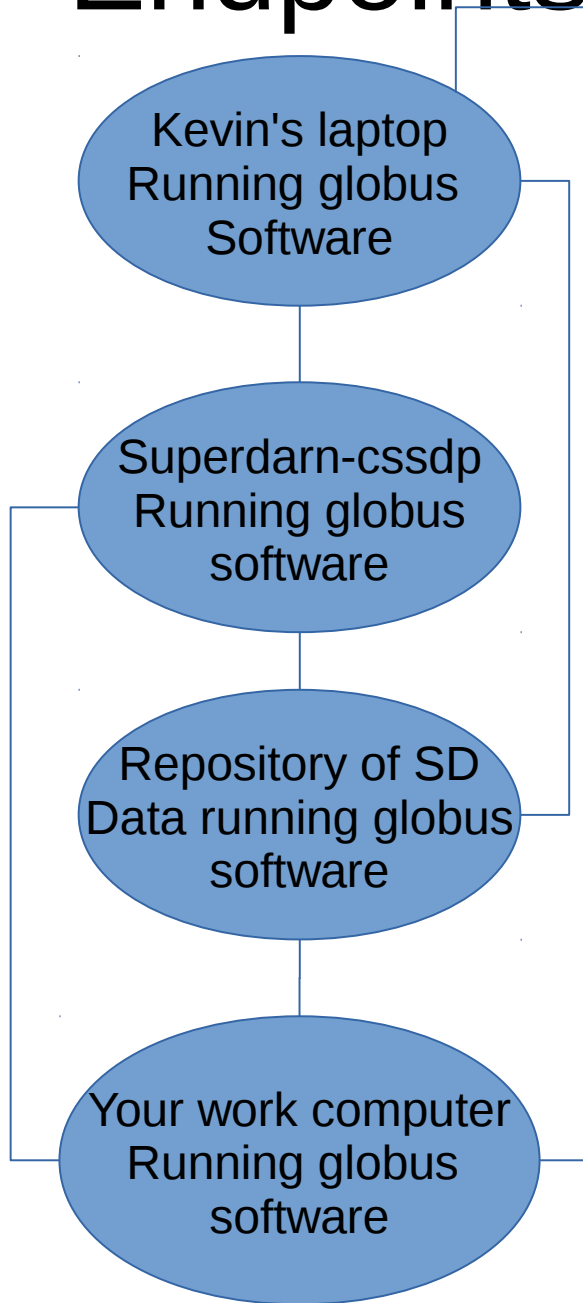 Endpoints
Kevin's laptop
Running globus
Software
Superdarn-cssdp
Running globus
software
Repository of SD
Data running globus
software
Your work computer
Running globus
software